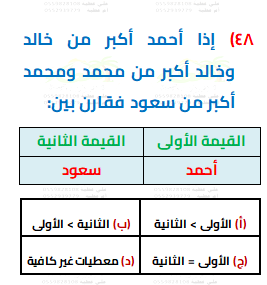 ٤٨) إذا أحمد أكبر من خالد
وخالد أكبر من محمد ومحمد
أكبر من سعود فقارن بين:
القيمة الأولى القيمة الثانية
أحمد سعود
(أ) الأولى > الثانية (ب) الثانية > الأولى
(ج) الأولى = الثانية (د) معطيات غير كافية